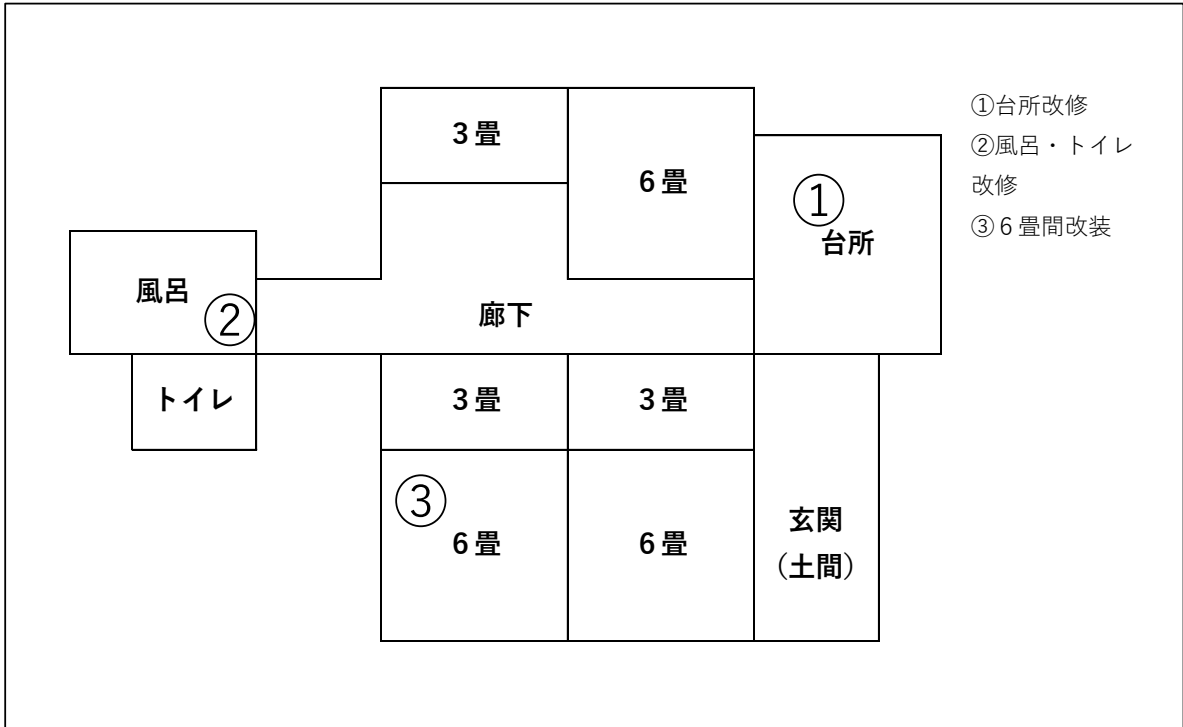 3畳
6畳
①
台所
①台所改修
②風呂・トイレ
改修
③6畳間改装
風呂
②
廊下
トイレ
3畳
3畳
③
6畳
6畳
玄関
（土間）